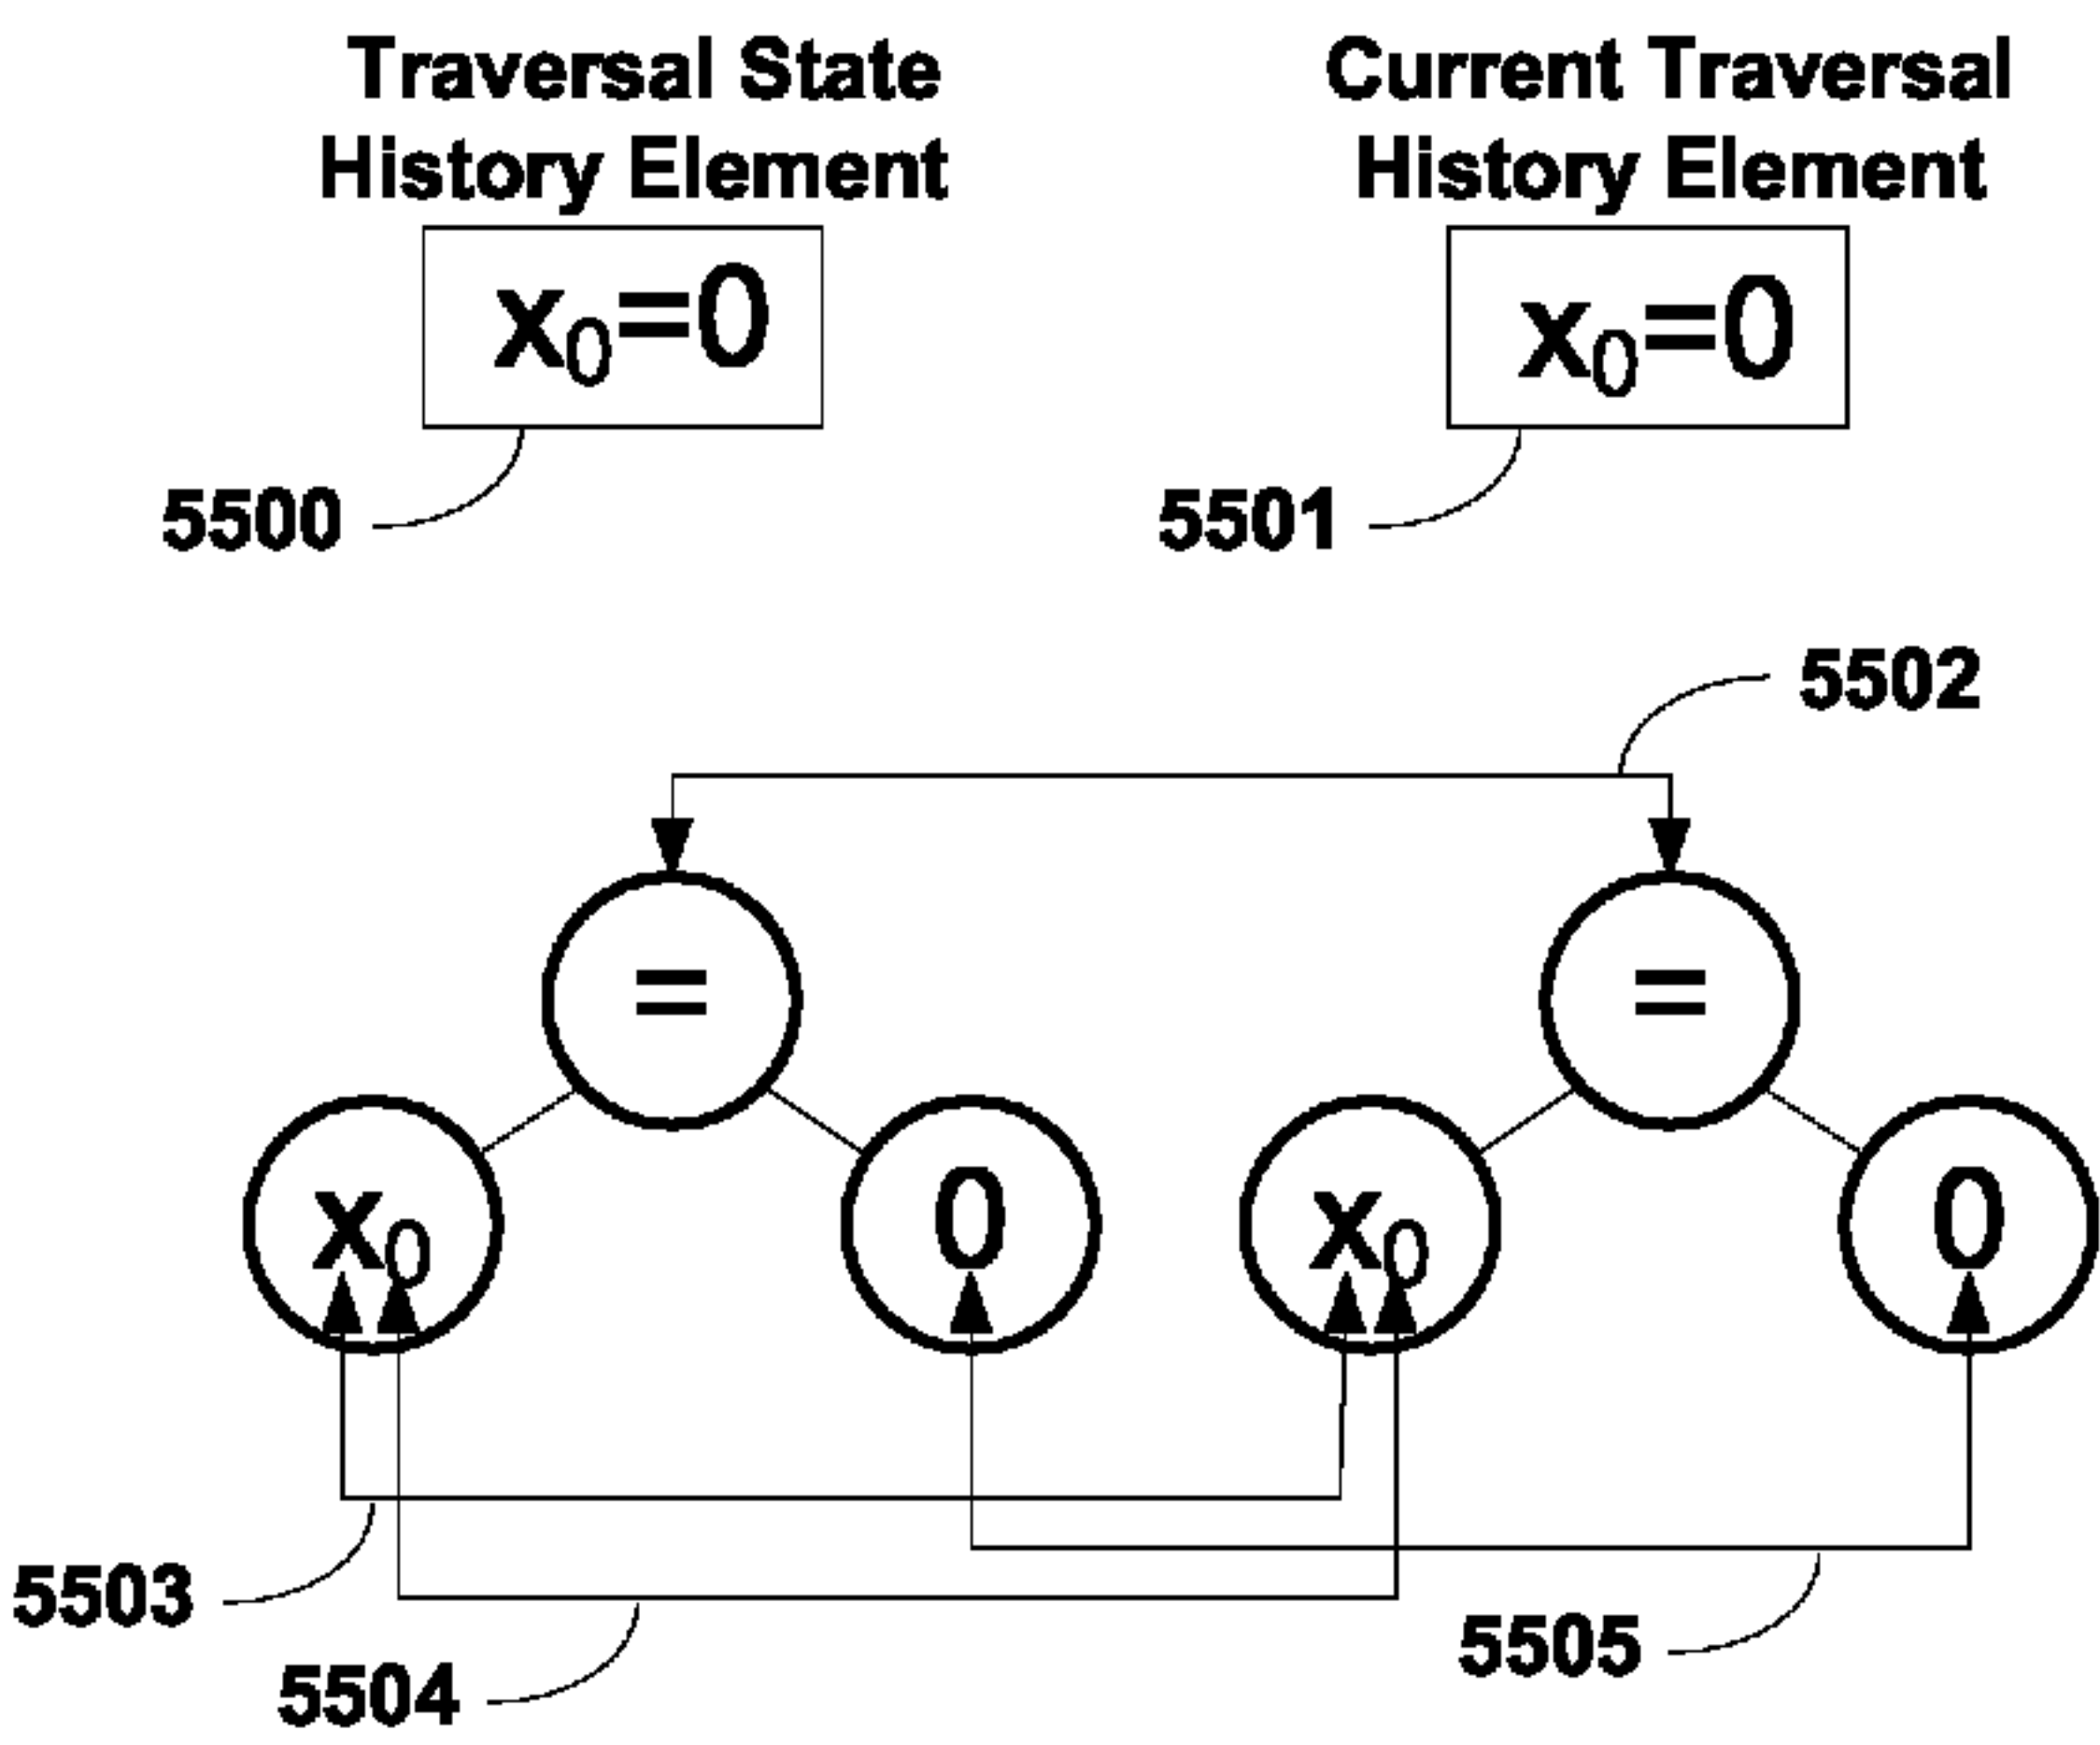 Traversal State
History Element
Current Traversal
History Element
x₀=0
x₀=0
5500
5501
5502
=
=
x₀
0
x₀
0
5503
5504
5505